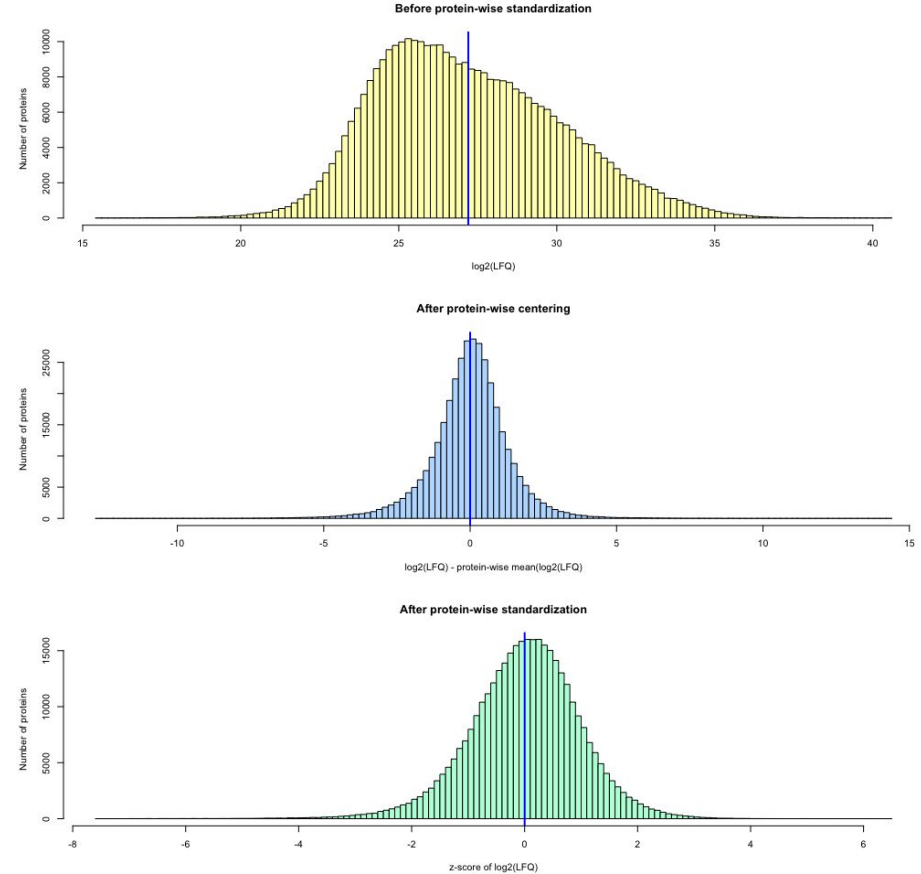 Before protein-wise standardization
Number of proteins
0
2000
4000
6000
8000
10000
15 20 25 30 35 40
log2(LFQ)
After protein-wise centering
Number of proteins
0
5000
15000
25000
-10 -5 0 5 10 15
log2(LFQ) - protein-wise mean(log2(LFQ)
After protein-wise standardization
Number of proteins
0
5000
10000
15000
-8 -6 -4 -2 0 2 4 6
z-score of log2(LFQ)